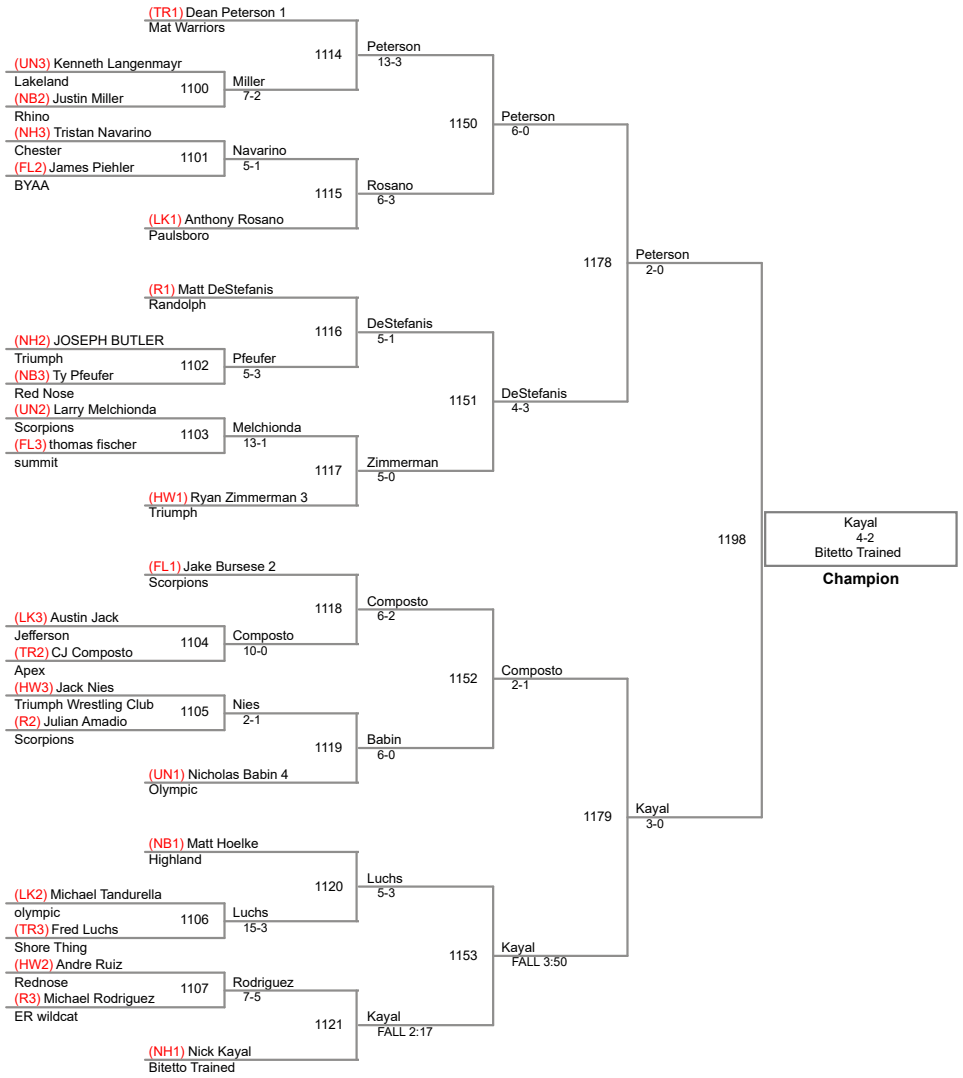 (TR1) Dean Peterson 1
Mat Warriors
1114
Peterson
13-3
(UN3) Kenneth Langenmayr
Lakeland
1100
Miller
7-2
(NB2) Justin Miller
Rhino
1150
Peterson
6-0
(NH3) Tristan Navarino
Chester
1101
Navarino
5-1
(FL2) James Piehler
BYAA
1115
Rosano
6-3
(LK1) Anthony Rosano
Paulsboro
1178
Peterson
2-0
(R1) Matt DeStefanis
Randolph
1116
DeStefanis
5-1
(NH2) JOSEPH BUTLER
Triumph
1102
Pfeufer
5-3
(NB3) Ty Pfeufer
Red Nose
1151
DeStefanis
4-3
(UN2) Larry Melchionda
Scorpions
1103
Melchionda
13-1
(FL3) thomas fischer
summit
1117
Zimmerman
5-0
(HW1) Ryan Zimmerman 3
Triumph
1198
Kayal
4-2
Bitetto Trained
Champion
(FL1) Jake Bursese 2
Scorpions
1118
Composto
6-2
(LK3) Austin Jack
Jefferson
1104
Composto
10-0
(TR2) CJ Composto
Apex
1152
Composto
2-1
(HW3) Jack Nies
Triumph Wrestling Club
1105
Nies
2-1
(R2) Julian Amadio
Scorpions
1119
Babin
6-0
(UN1) Nicholas Babin 4
Olympic
1179
Kayal
3-0
(NB1) Matt Hoelke
Highland
1120
Luchs
5-3
(LK2) Michael Tandurella
olympic
1106
Luchs
15-3
(TR3) Fred Luchs
Shore Thing
1153
Kayal
FALL 3:50
(HW2) Andre Ruiz
Rednose
1107
Rodriguez
7-5
(R3) Michael Rodriguez
ER wildcat
1121
Kayal
FALL 2:17
(NH1) Nick Kayal
Bitetto Trained